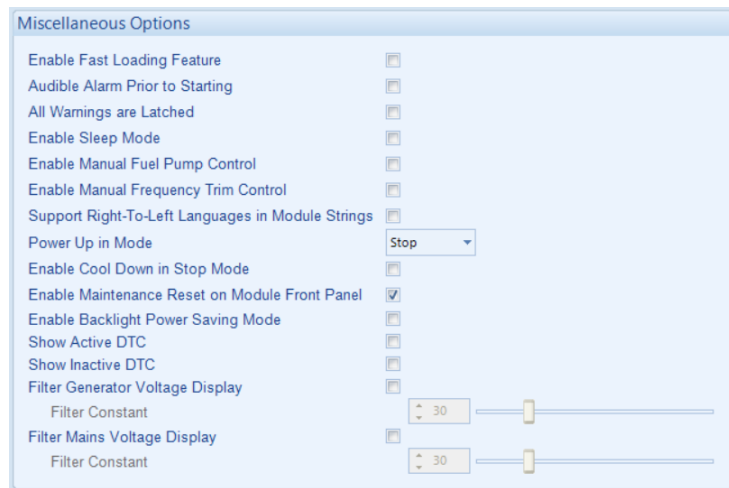 Miscellaneous Options
Enable Fast Loading Feature
Audible Alarm Prior to Starting
All Warnings are Latched
Enable Sleep Mode
Enable Manual Fuel Pump Control
Enable Manual Frequency Trim Control
Support Right-To-Left Languages in Module Strings
Power Up in Mode Stop
Enable Cool Down in Stop Mode
Enable Maintenance Reset on Module Front Panel
Enable Backlight Power Saving Mode
Show Active DTC
Show Inactive DTC
Filter Generator Voltage Display
Filter Constant 30
Filter Mains Voltage Display
Filter Constant 30